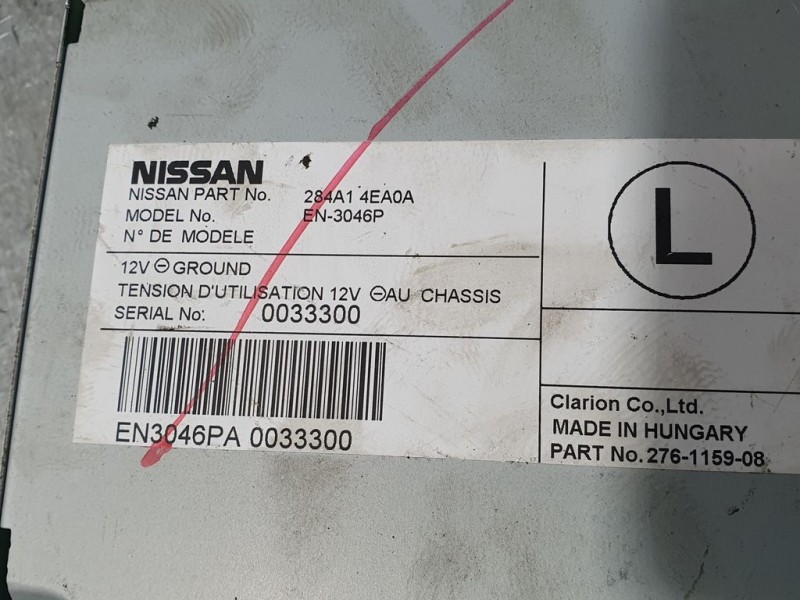 NISSAN
NISSAN PART No. 284A1 4EA0A
MODEL No. EN-3046P
N° DE MODELE
12V ⊖ GROUND
TENSION D'UTILISATION 12V ⊖AU CHASSIS
SERIAL No: 0033300
EN3046PA 0033300
L
Clarion Co.,Ltd.
MADE IN HUNGARY
PART No. 276-1159-08